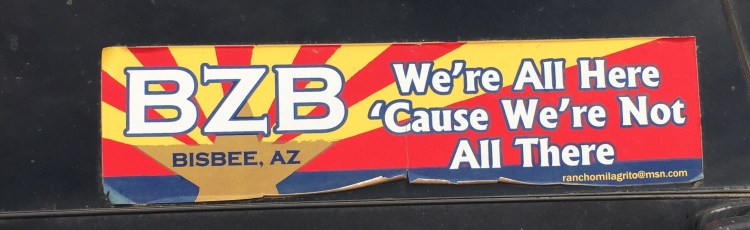 BZB
BISBEE, AZ
We're All Here
'Cause We're Not
All There
ranchomilagrito@msn.com